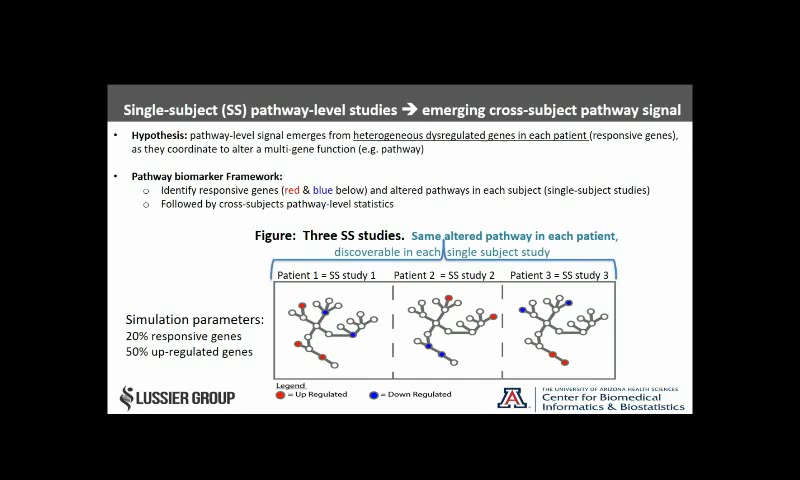 Single-subject (SS) pathway-level studies ➔ emerging cross-subject pathway signal
• Hypothesis: pathway-level signal emerges from heterogeneous dysregulated genes in each patient (responsive genes),
as they coordinate to alter a multi-gene function (e.g. pathway)
• Pathway biomarker Framework:
o Identify responsive genes (red & blue below) and altered pathways in each subject (single-subject studies)
o Followed by cross-subjects pathway-level statistics
Figure: Three SS studies. Same altered pathway in each patient,
discoverable in each single subject study
Patient 1 = SS study 1
Patient 2 = SS study 2
Patient 3 = SS study 3
Simulation parameters:
20% responsive genes
50% up-regulated genes
Legend
= Up Regulated
= Down Regulated
LUSSIER GROUP
A
THE UNIVERSITY OF ARIZONA HEALTH SCIENCES
Center for Biomedical
Informatics & Biostatistics